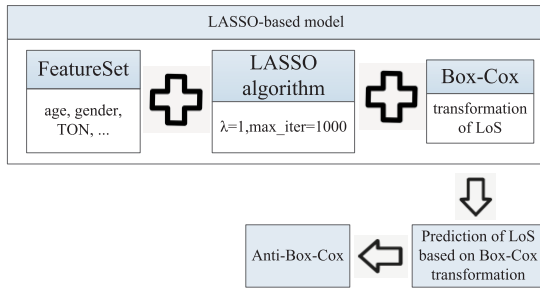 LASSO-based model
FeatureSet
age, gender,
TON, ...
LASSO
algorithm
λ=1,max_iter=1000
Box-Cox
transformation
of LoS
Anti-Box-Cox
Prediction of LoS
based on Box-Cox
transformation